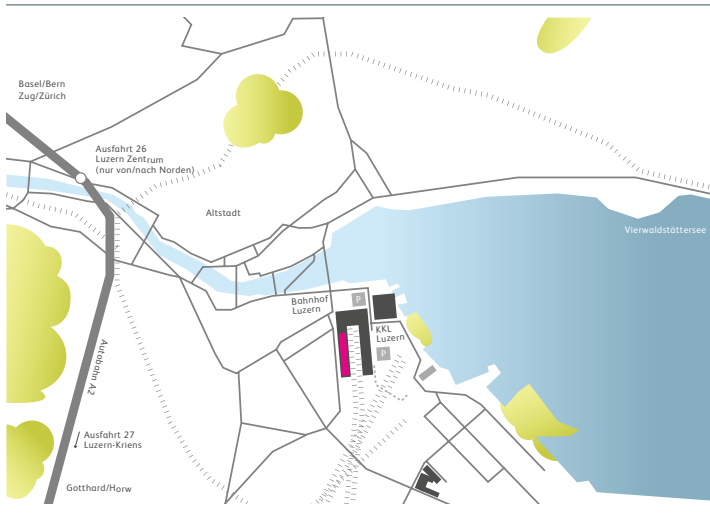 Basel/Bern
Zug/Zürich
Ausfahrt 26
Luzern Zentrum
(nur von/nach Norden)
Altstadt
Vierwaldstättersee
Bahnhof
Luzern
P
KKL
Luzern
P
Autobahn A2
Ausfahrt 27
Luzern-Kriens
Gotthard/Horw